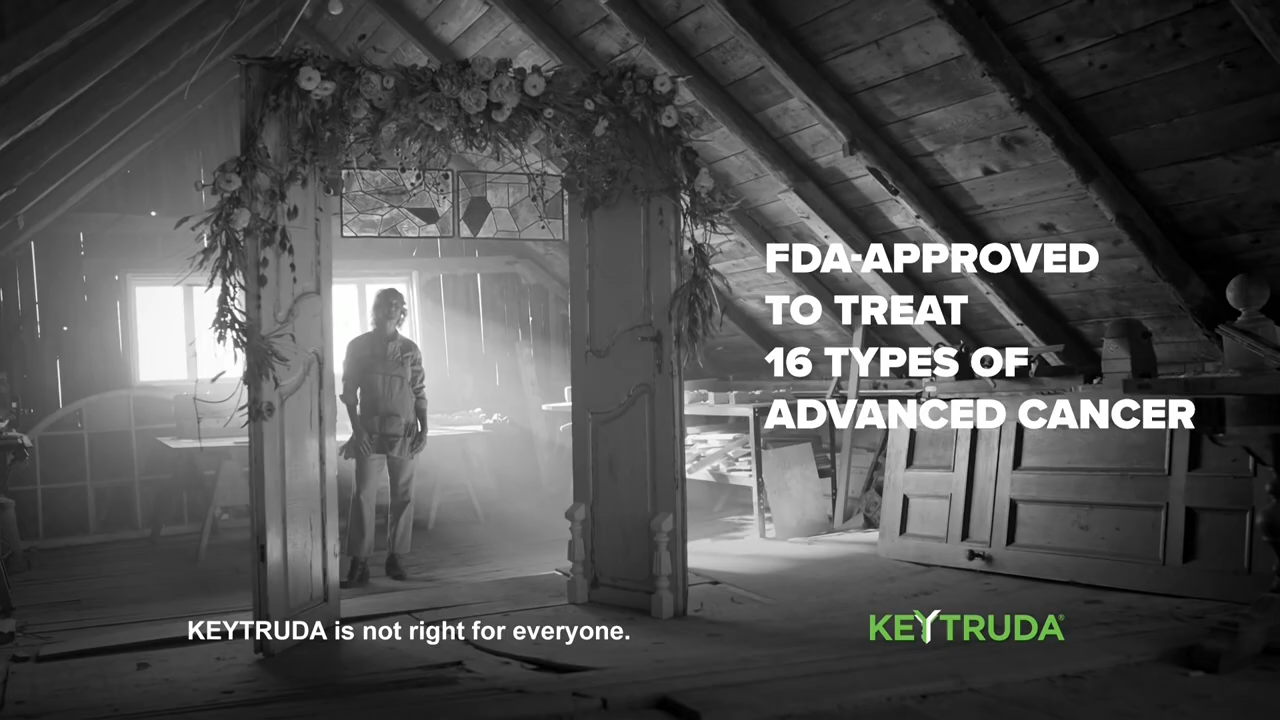 FDA-APPROVED
TO TREAT
16 TYPES OF
ADVANCED CANCER
KEYTRUDA is not right for everyone.
KEYTRUDA®